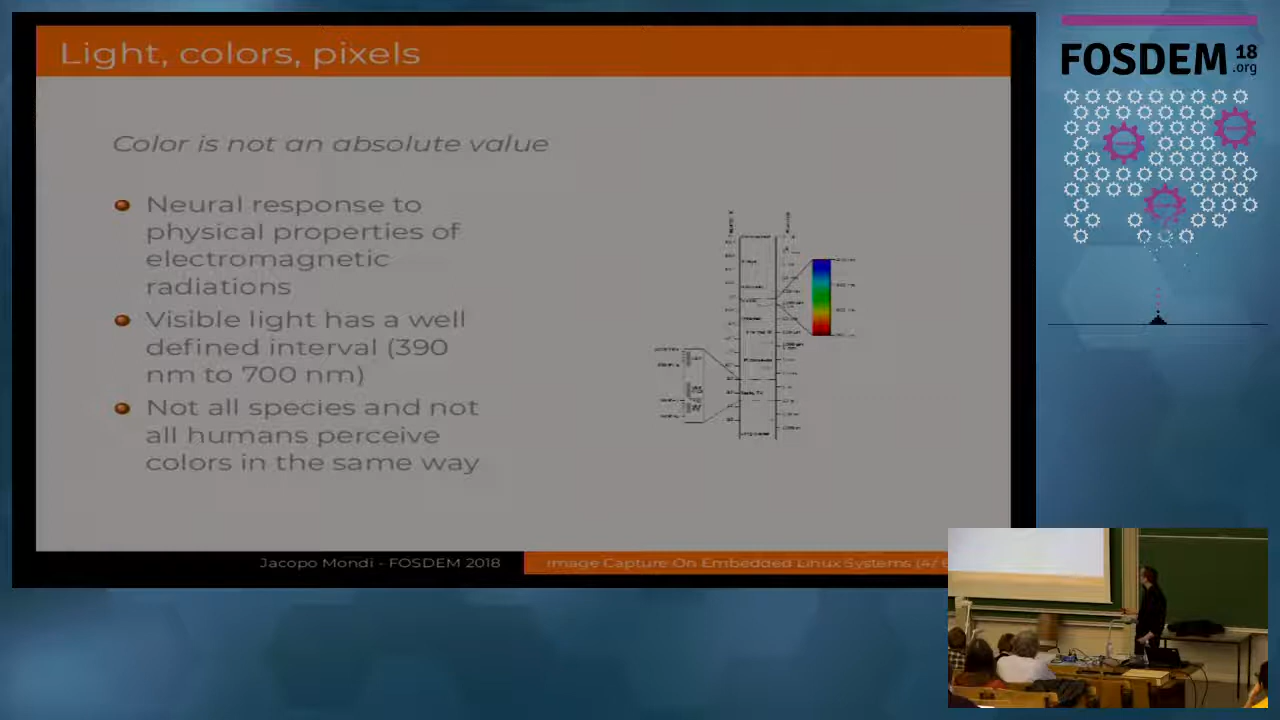 Light, colors, pixels
FOSDEM 18
.org
Color is not an absolute value
Neural response to
physical properties of
electromagnetic
radiations
Visible light has a well
defined interval (390
nm to 700 nm)
Not all species and not
all humans perceive
colors in the same way
Jacopo Mondi - FOSDEM 2018
Image Capture On Embedded Linux Systems (4/ 6